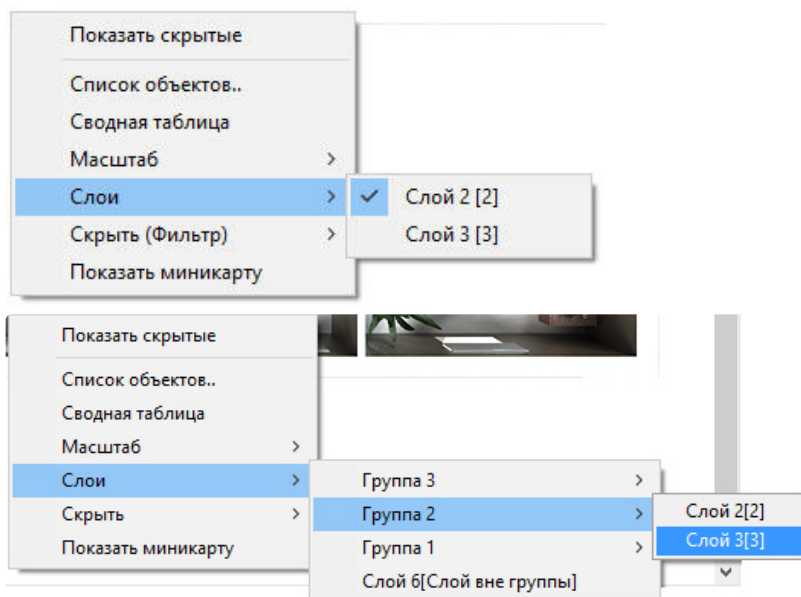 Показать скрытые
Список объектов..
Сводная таблица
Масштаб
Слои
Скрыть (Фильтр)
Показать миникарту
Слой 2 [2]
Слой 3 [3]
Показать скрытые
Список объектов..
Сводная таблица
Масштаб
Слои
Скрыть
Показать миникарту
Группа 3
Группа 2
Группа 1
Слой 6[Слой вне группы]
Слой 2[2]
Слой 3[3]